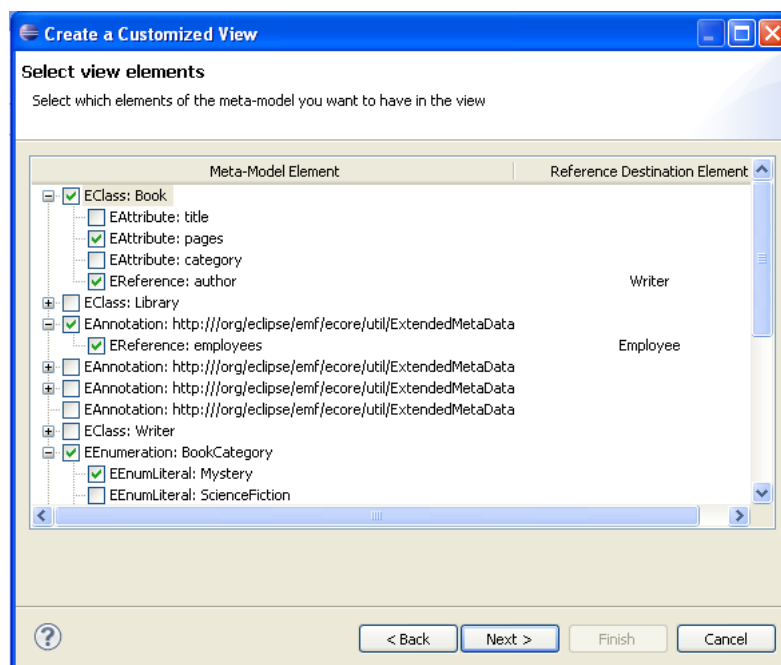 Create a Customized View
Select view elements
Select which elements of the meta-model you want to have in the view
Meta-Model Element Reference Destination Element
EClass: Book
EAttribute: title
EAttribute: pages
EAttribute: category
EReference: author Writer
EClass: Library
EAnnotation: http:///org/eclipse/emf/ecore/util/ExtendedMetaData
EReference: employees Employee
EAnnotation: http:///org/eclipse/emf/ecore/util/ExtendedMetaData
EAnnotation: http:///org/eclipse/emf/ecore/util/ExtendedMetaData
EAnnotation: http:///org/eclipse/emf/ecore/util/ExtendedMetaData
EClass: Writer
EEnumeration: BookCategory
EEnumLiteral: Mystery
EEnumLiteral: ScienceFiction
? < Back Next > Finish Cancel